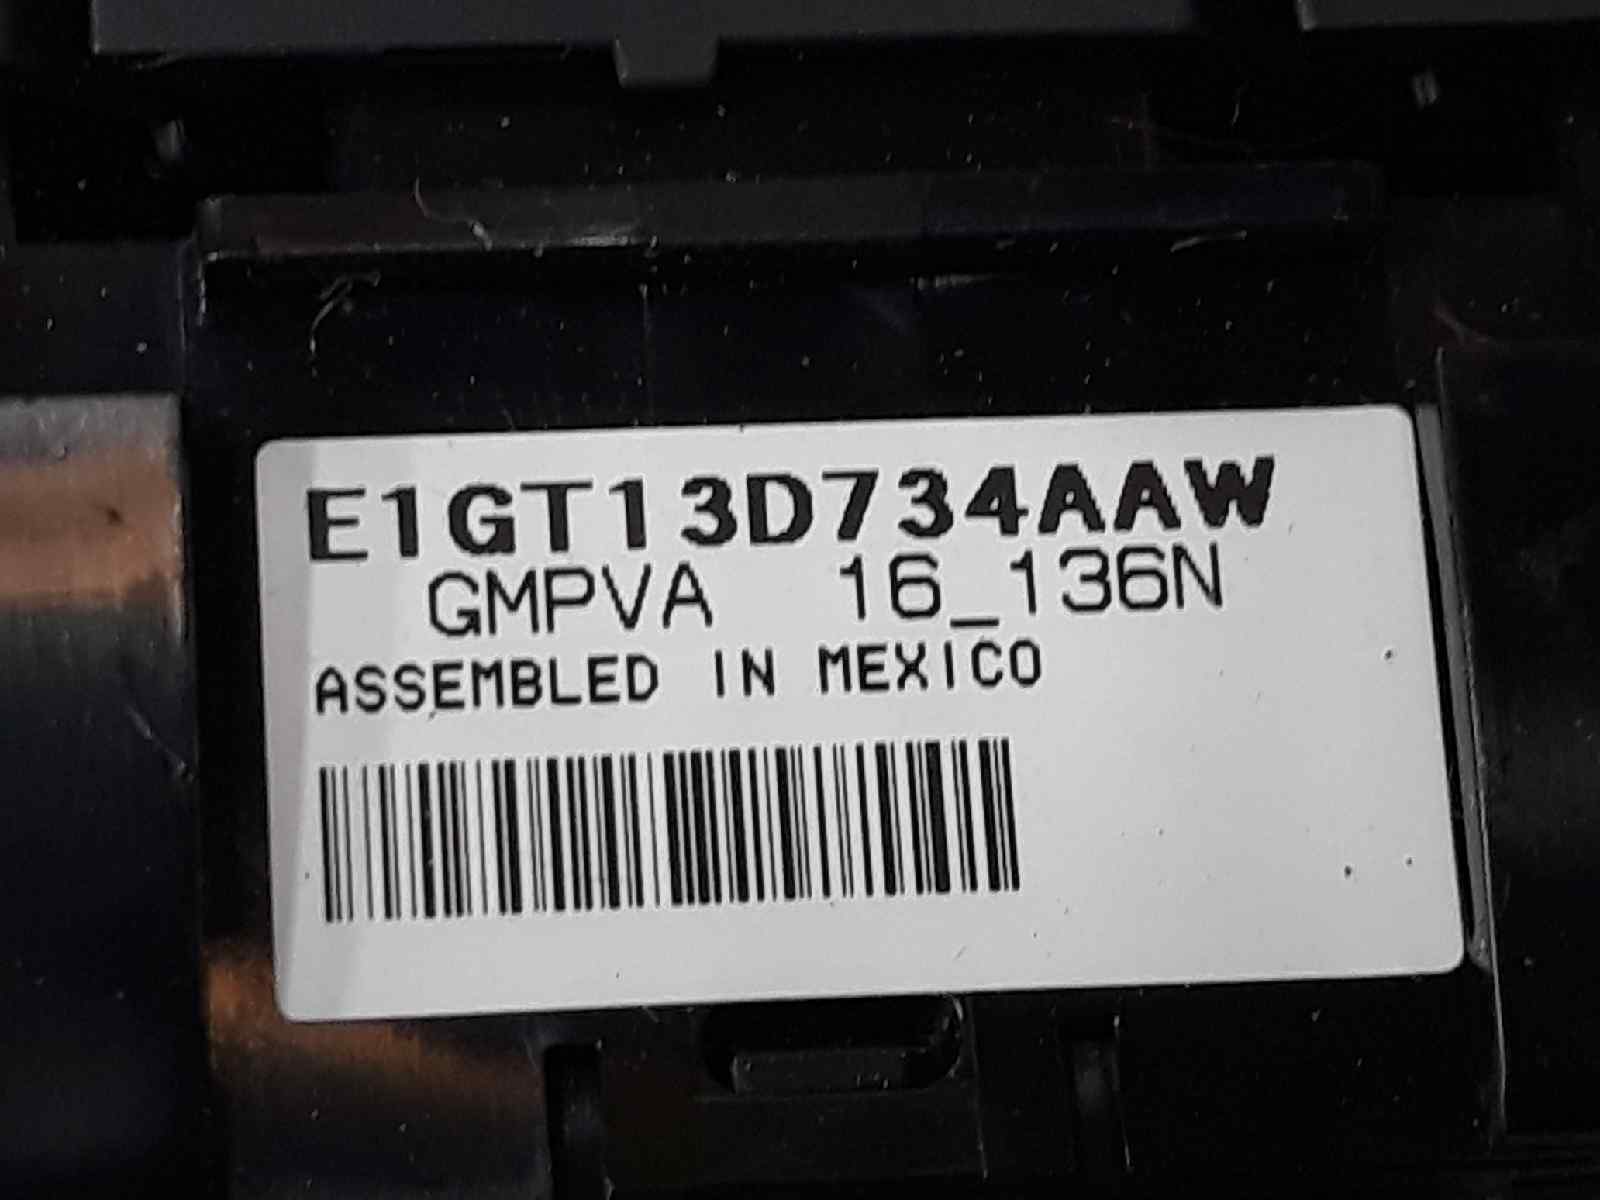 E1GT13D734AAW
GMPVA 16_136N
ASSEMBLED IN MEXICO